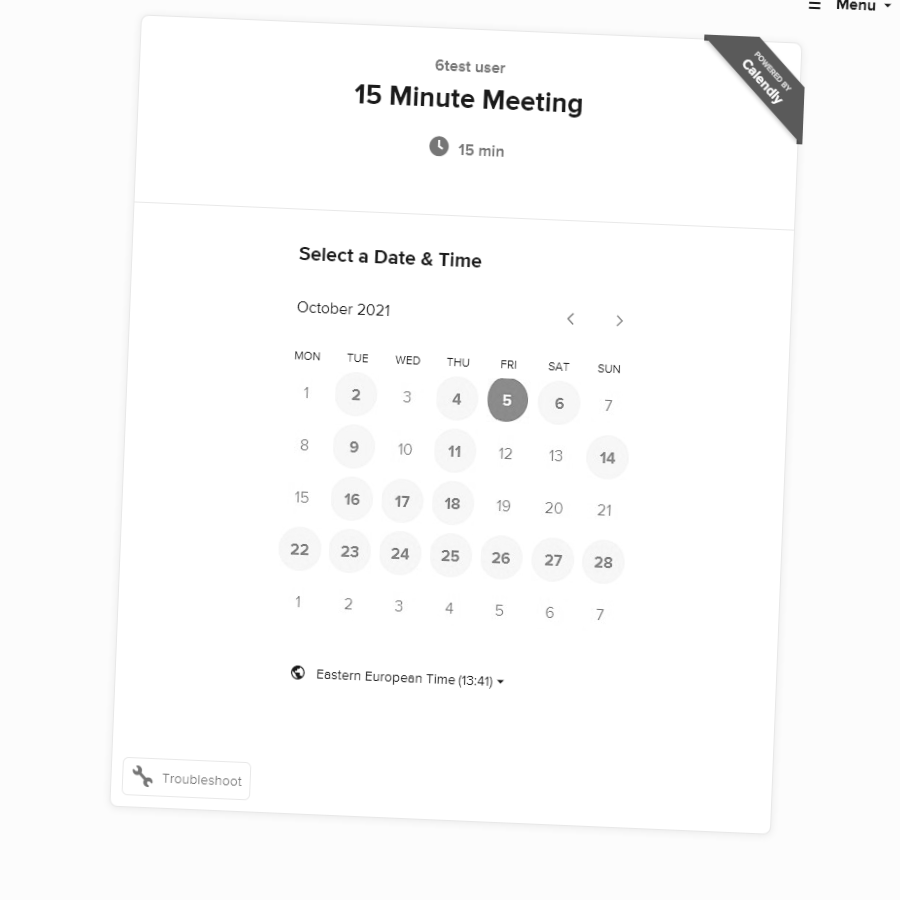 Menu
POWERED BY
Calendly
6test user
15 Minute Meeting
15 min
Select a Date & Time
October 2021
MON TUE WED THU FRI SAT SUN
1 2 3 4 5 6 7
8 9 10 11 12 13 14
15 16 17 18 19 20 21
22 23 24 25 26 27 28
1 2 3 4 5 6 7
Eastern European Time (13:41)
Troubleshoot